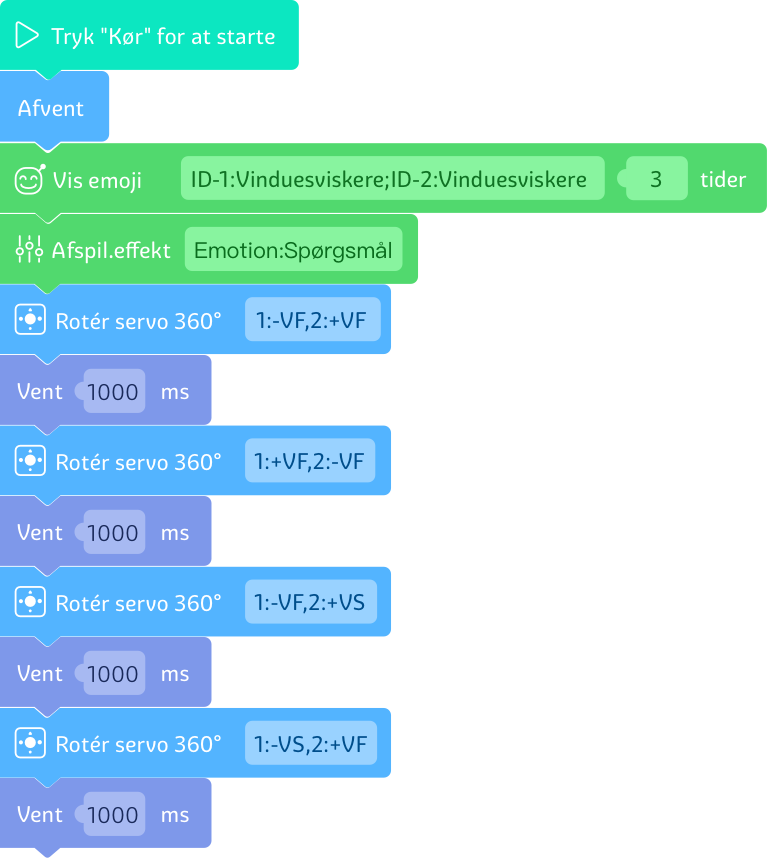 Tryk "Kør" for at starte
Afvent
Vis emoji ID-1:Vinduesviskere;ID-2:Vinduesviskere 3 tider
Afspil.effekt Emotion:Spørgsmål
Rotér servo 360° 1:-VF,2:+VF
Vent 1000 ms
Rotér servo 360° 1:+VF,2:-VF
Vent 1000 ms
Rotér servo 360° 1:-VF,2:+VS
Vent 1000 ms
Rotér servo 360° 1:-VS,2:+VF
Vent 1000 ms